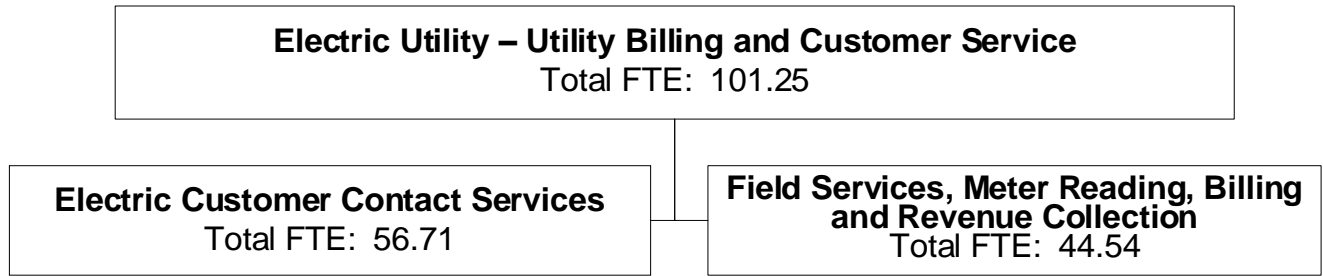 Electric Utility – Utility Billing and Customer Service
Total FTE: 101.25
Electric Customer Contact Services
Total FTE: 56.71
Field Services, Meter Reading, Billing
and Revenue Collection
Total FTE: 44.54